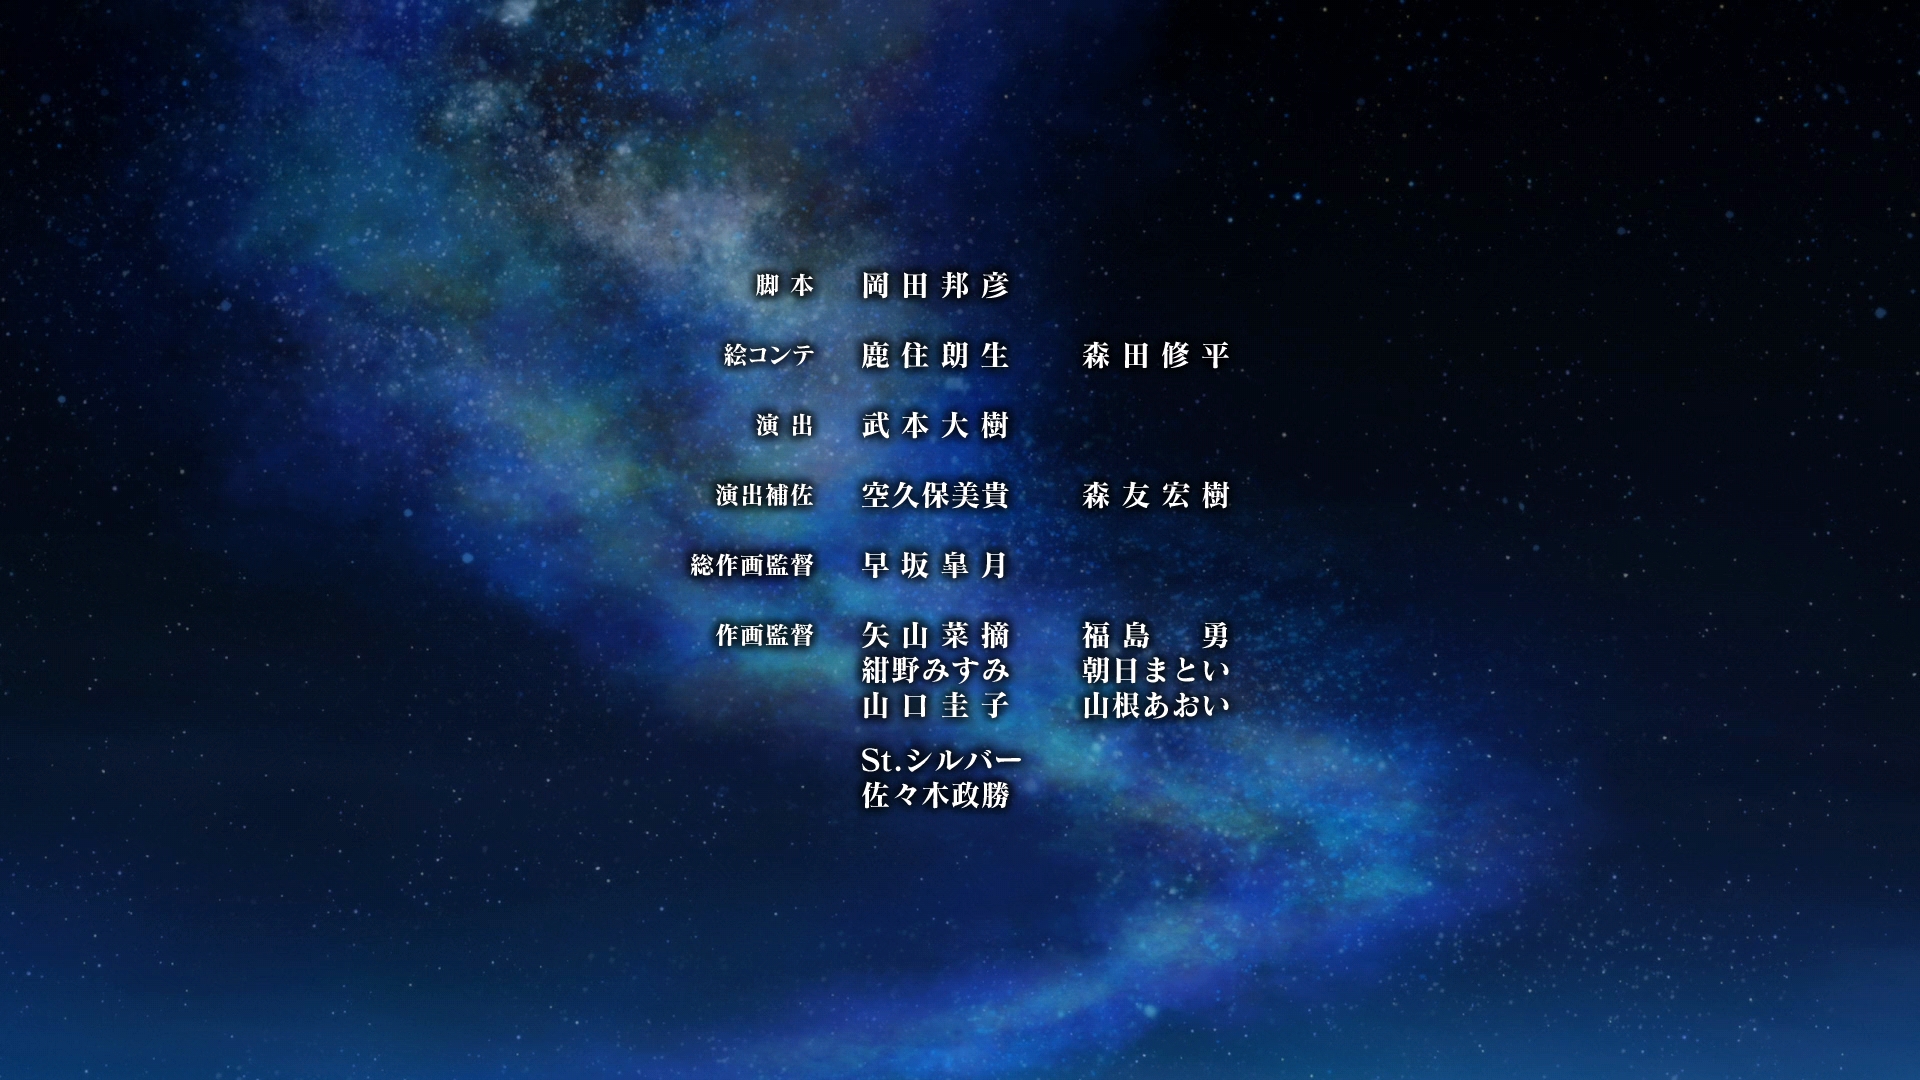 脚本 岡田邦彦
絵コンテ 鹿住朗生 森田修平
演出 武本大樹
演出補佐 空久保美貴 森友宏樹
総作画監督 早坂皐月
作画監督 矢山菜摘 福島 勇
紺野みすみ 朝日まとい
山口圭子 山根あおい
St.シルバー
佐々木政勝